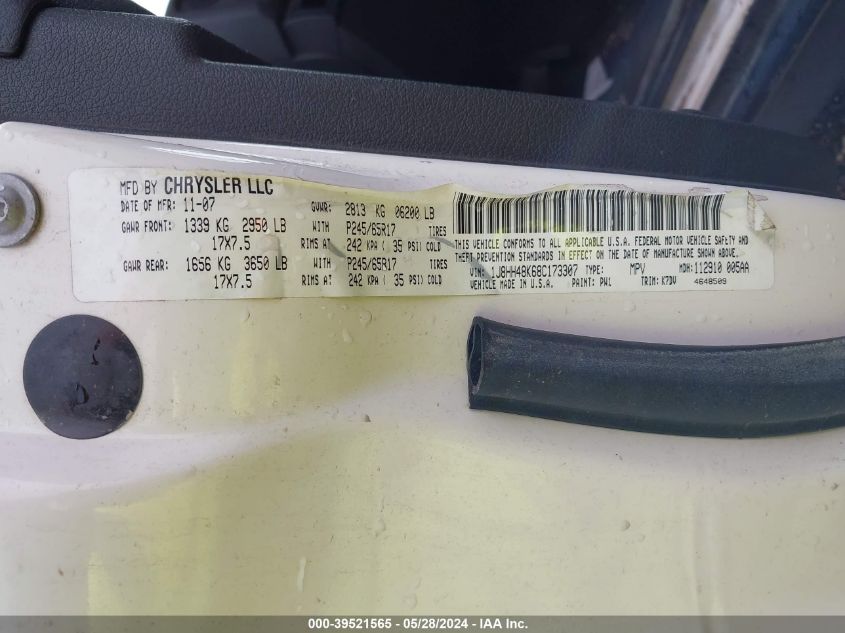 MFD BY CHRYSLER LLC
DATE OF MFR: 11-07 GVWR: 2813 KG 06200 LB
GAWR FRONT: 1339 KG 2950 LB WITH P245/65R17 TIRES
17X7.5 RIMS AT 242 KPA ( 35 PSI) COLD
GAWR REAR: 1656 KG 3650 LB WITH P245/65R17 TIRES
17X7.5 RIMS AT 242 KPA ( 35 PSI) COLD
THIS VEHICLE CONFORMS TO ALL APPLICABLE U.S.A. FEDERAL MOTOR VEHICLE SAFETY AND
THEFT PREVENTION STANDARDS IN EFFECT ON THE DATE OF MANUFACTURE SHOWN ABOVE.
VIN: 1J8HH48K68C173307 TYPE: MPV MDH: 112910 005AA
VEHICLE MADE IN U.S.A. PAINT: PW1 TRIM: K7DV 4648509
000-39521565 - 05/28/2024 - IAA Inc.